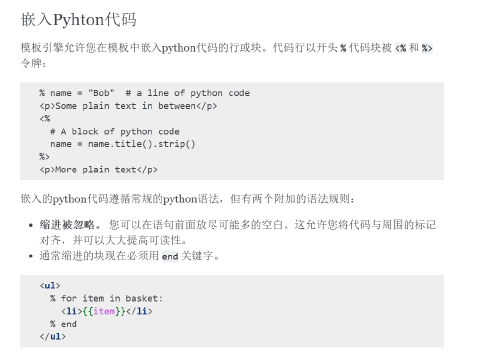 嵌入Pyhton代码
模板引擎允许您在模板中嵌入python代码的行或块。代码行以开头 % 代码块被 <% 和 %>
令牌：
% name = "Bob"  # a line of python code
<p>Some plain text in between</p>
<%
  # A block of python code
  name = name.title().strip()
%>
<p>More plain text</p>
嵌入的python代码遵循常规的python语法，但有两个附加的语法规则：
• 缩进被忽略。 您可以在语句前面放尽可能多的空白。这允许您将代码与周围的标记
对齐，并可以大大提高可读性。
• 通常缩进的块现在必须用 end 关键字。
<ul>
  % for item in basket:
    <li>{{item}}</li>
  % end
</ul>